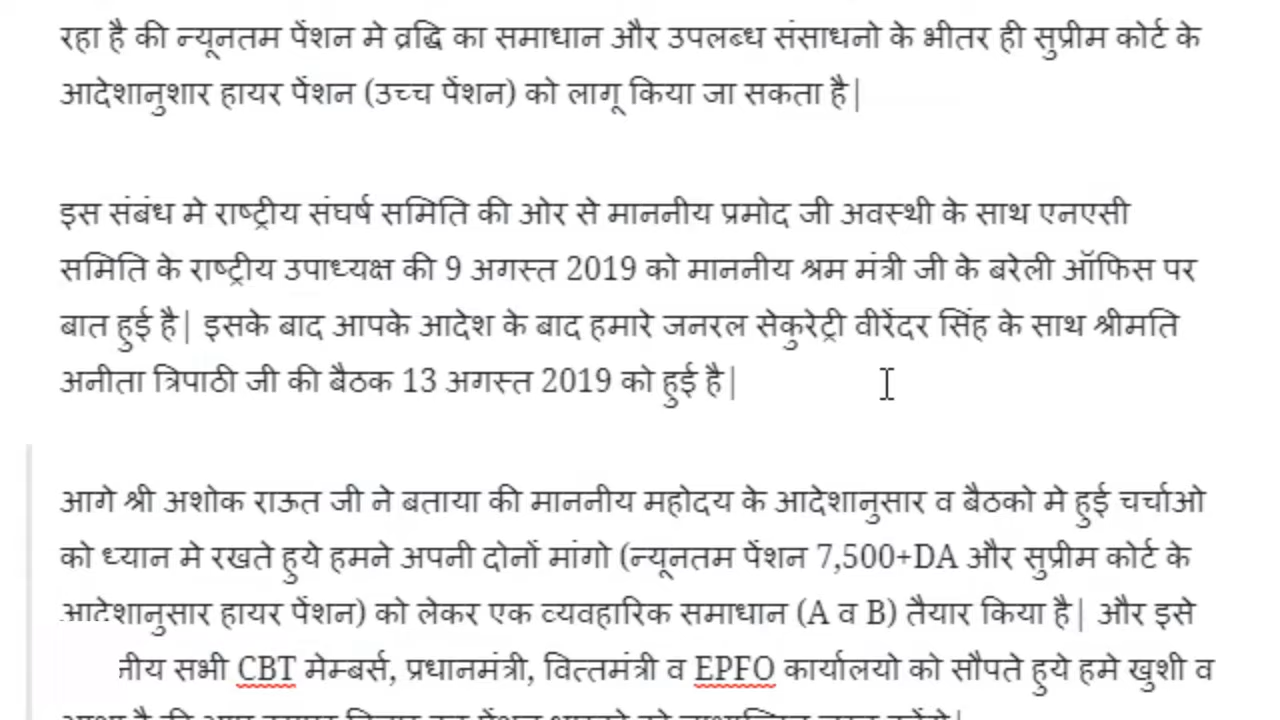 रहा है की न्यूनतम पेंशन मे व्रद्धि का समाधान और उपलब्ध संसाधनो के भीतर ही सुप्रीम कोर्ट के
आदेशानुशार हायर पेंशन (उच्च पेंशन) को लागू किया जा सकता है|
इस संबंध मे राष्ट्रीय संघर्ष समिति की ओर से माननीय प्रमोद जी अवस्थी के साथ एनएसी
समिति के राष्ट्रीय उपाध्यक्ष की 9 अगस्त 2019 को माननीय श्रम मंत्री जी के बरेली ऑफिस पर
बात हुई है| इसके बाद आपके आदेश के बाद हमारे जनरल सेकुरेट्री वीरेंदर सिंह के साथ श्रीमति
अनीता त्रिपाठी जी की बैठक 13 अगस्त 2019 को हुई है|
आगे श्री अशोक राऊत जी ने बताया की माननीय महोदय के आदेशानुसार व बैठको मे हुई चर्चाओ
को ध्यान मे रखते हुये हमने अपनी दोनों मांगो (न्यूनतम पेंशन 7,500+DA और सुप्रीम कोर्ट के
आदेशानुसार हायर पेंशन) को लेकर एक व्यवहारिक समाधान (A व B) तैयार किया है| और इसे
सभी CBT मेम्बर्स, प्रधानमंत्री, वित्तमंत्री व EPFO कार्यालयो को सौपते हुये हमे खुशी व